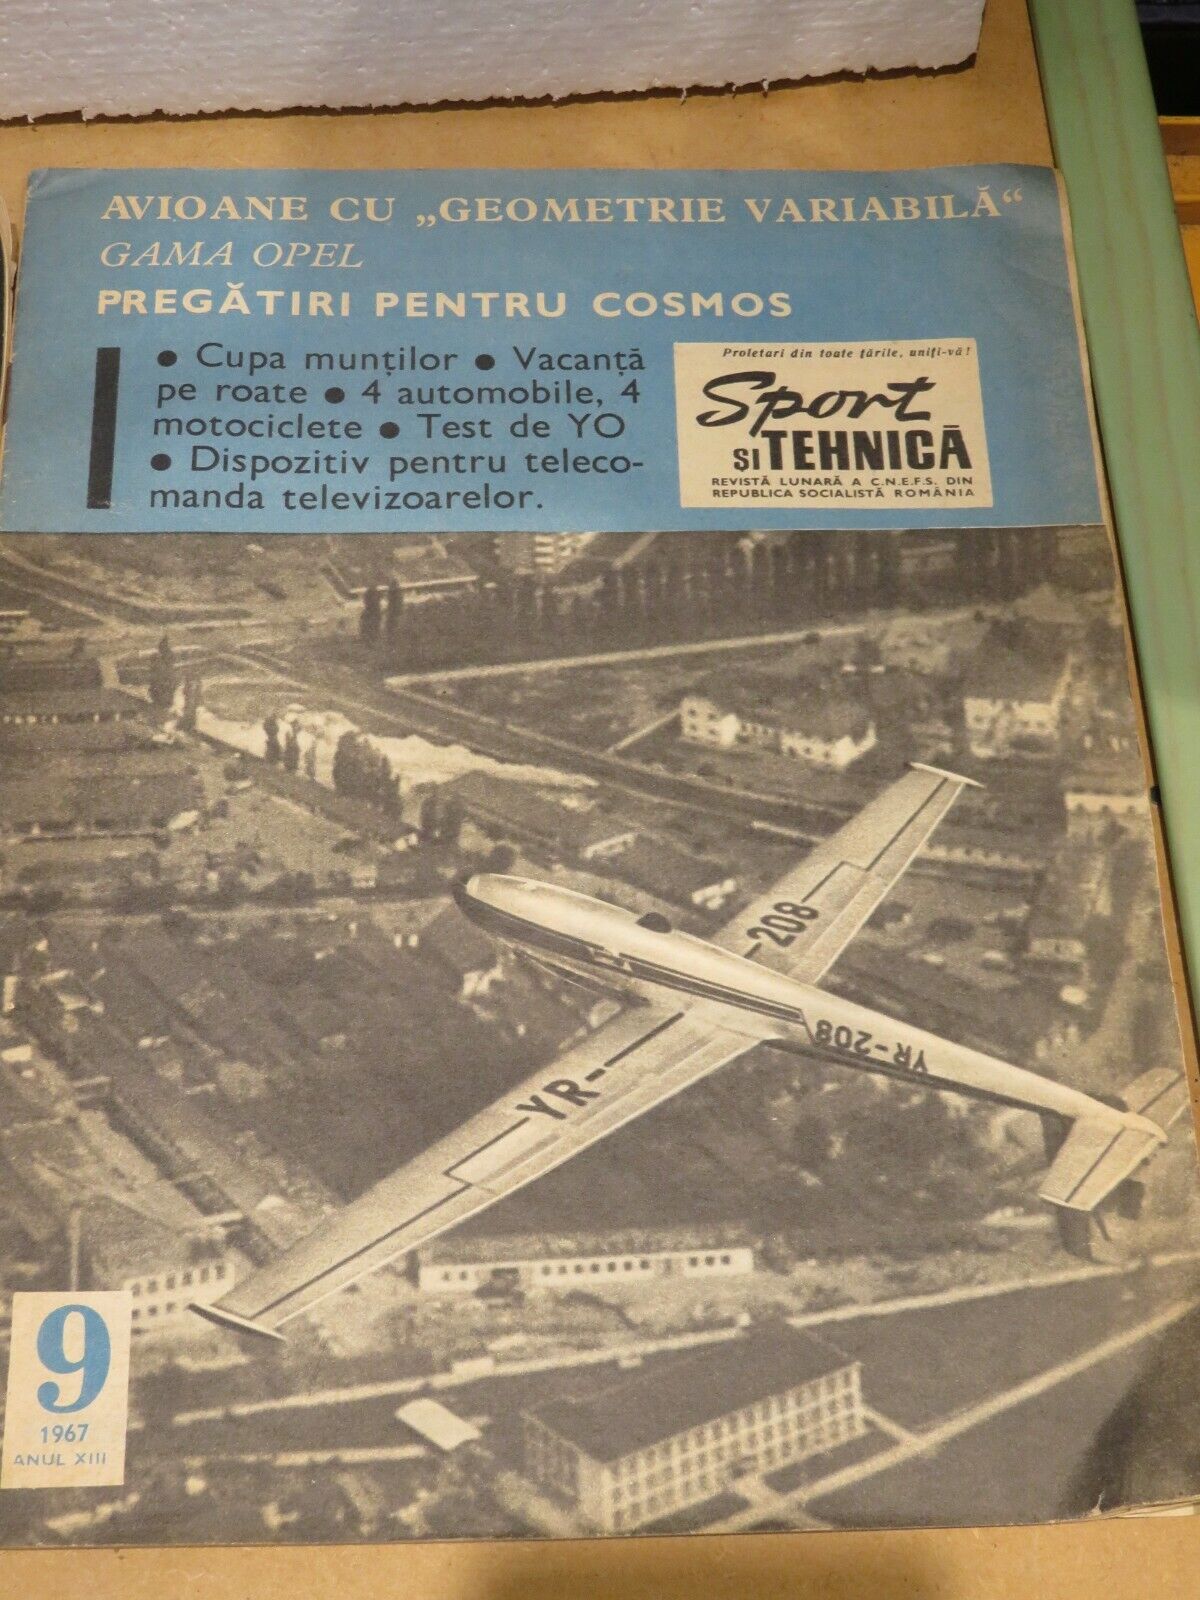 AVIOANE CU „GEOMETRIE VARIABILĂ“
GAMA OPEL
PREGĂTIRI PENTRU COSMOS
● Cupa munților ● Vacanță
pe roate ● 4 automobile, 4
motociclete ● Test de YO
● Dispozitiv pentru teleco-
manda televizoarelor.
Proletari din toate țările, uniți-vă!
Sport
ȘI TEHNICĂ
REVISTĂ LUNARĂ A C.N.E.F.S. DIN
REPUBLICA SOCIALISTĂ ROMÂNIA
-208
YR-208
YR-
9
1967
ANUL XIII